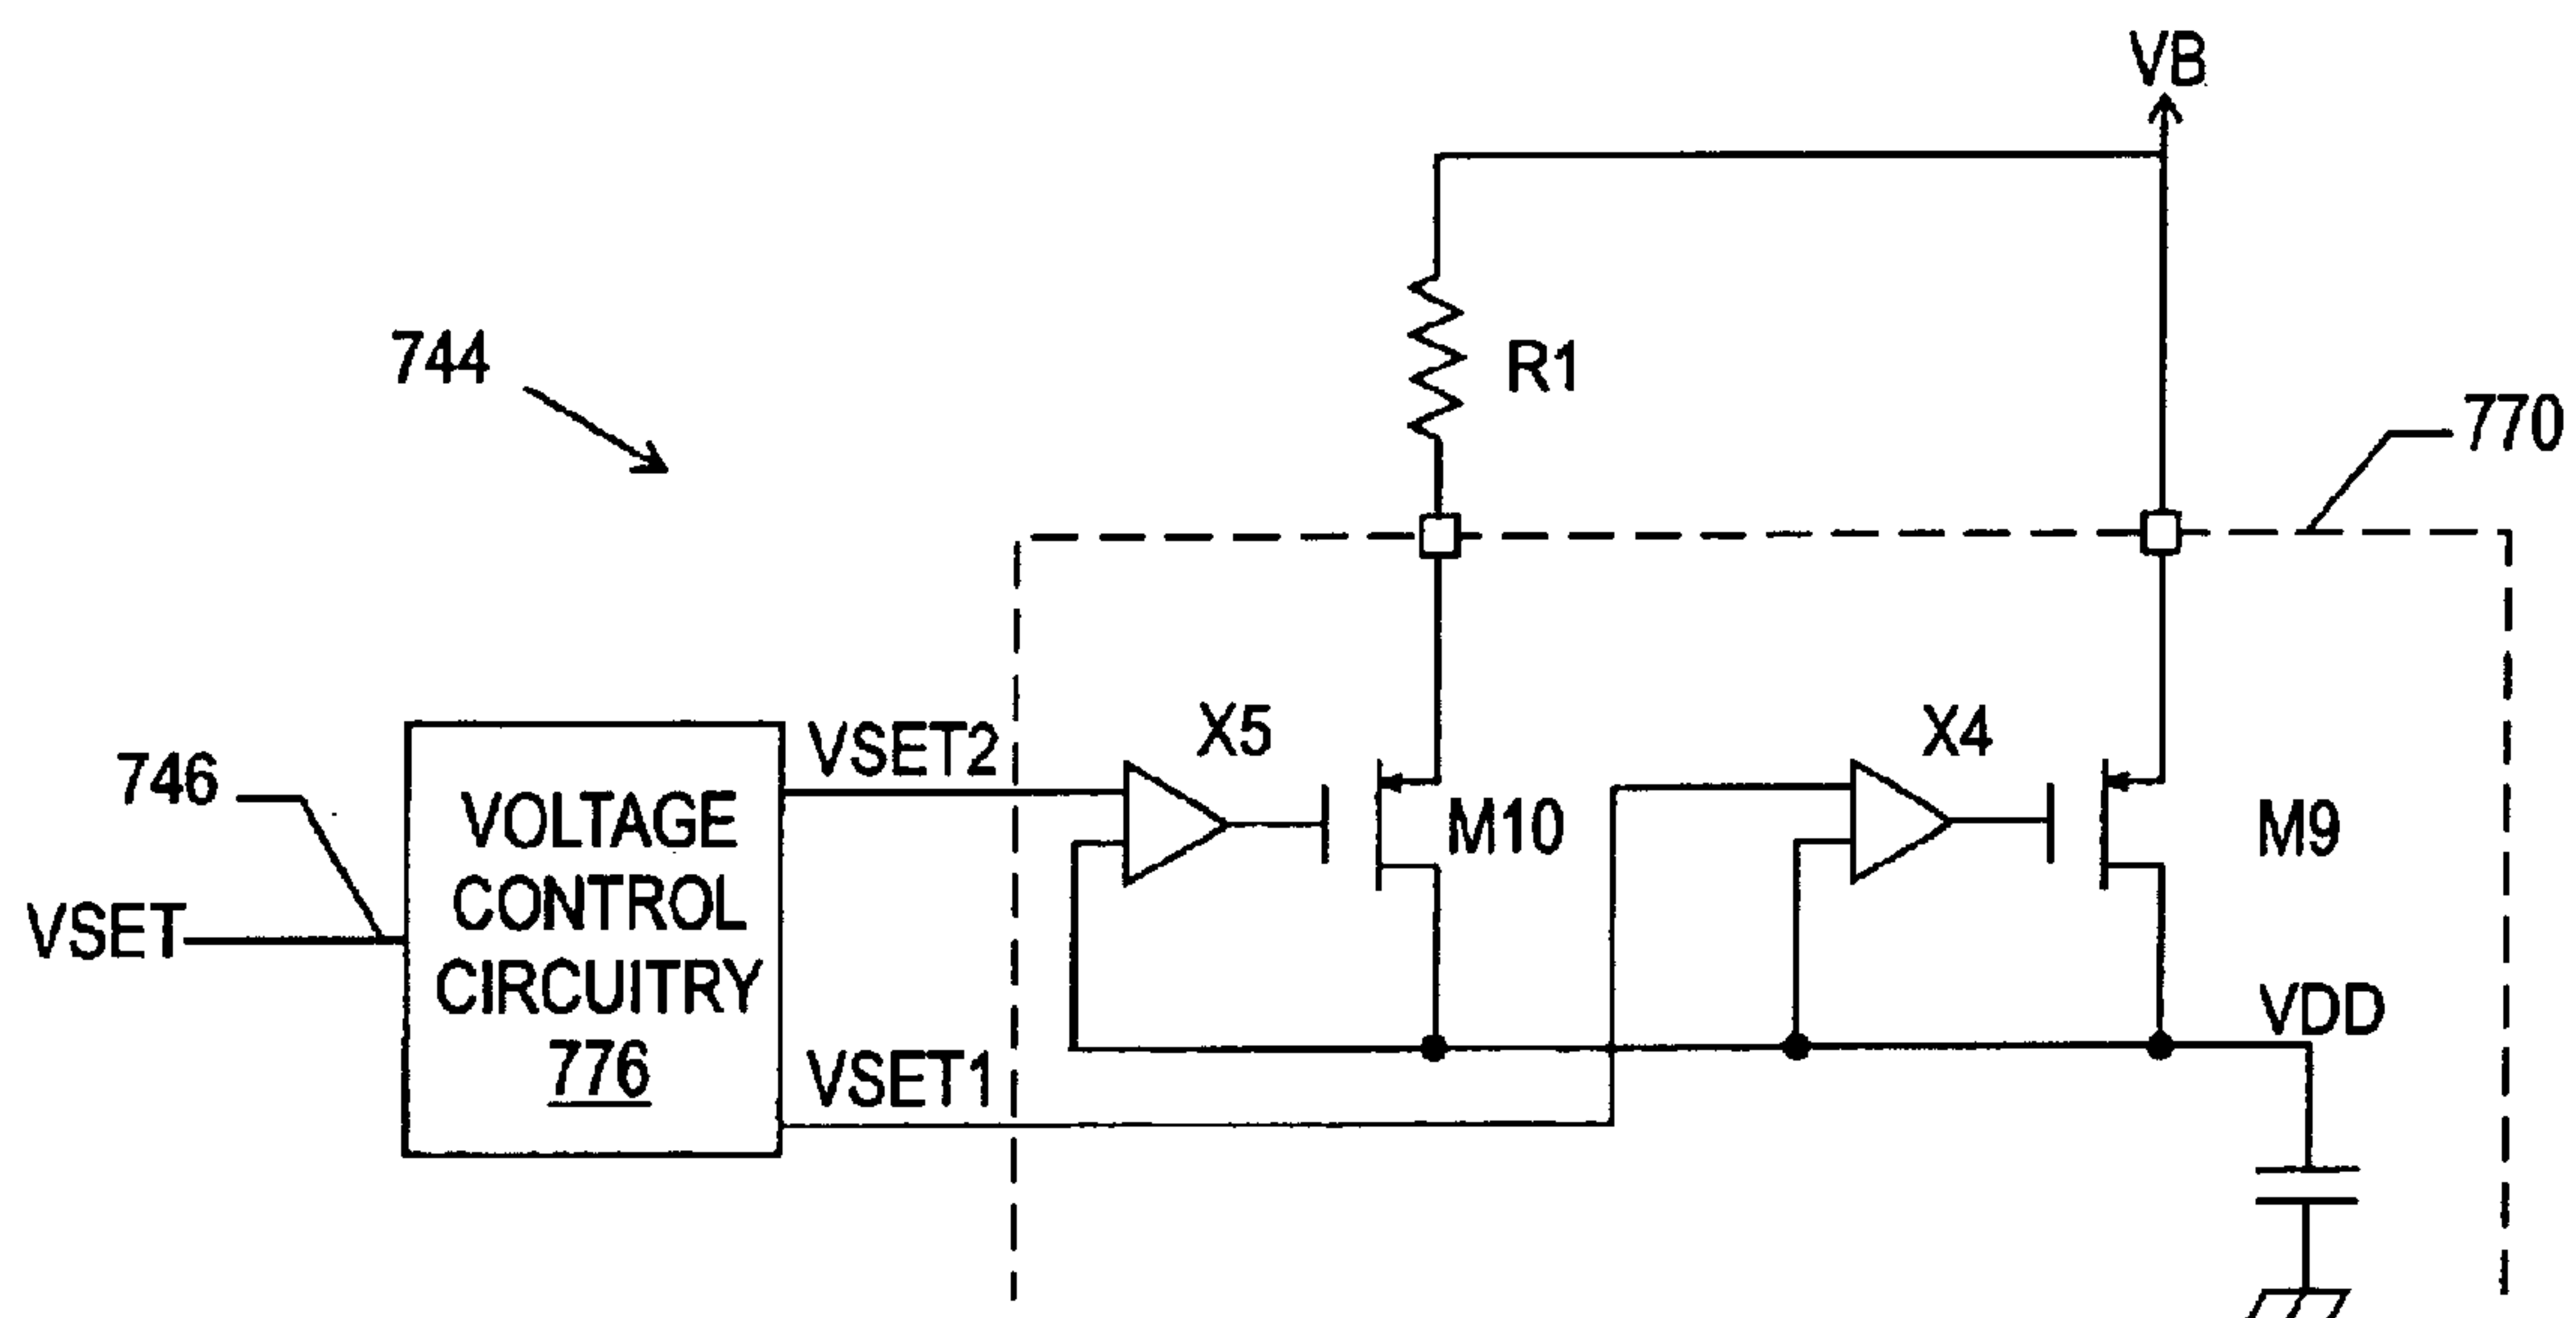 VB
744
R1
770
746
VSET
VOLTAGE
CONTROL
CIRCUITRY
776
VSET2
VSET1
X5
M10
X4
M9
VDD